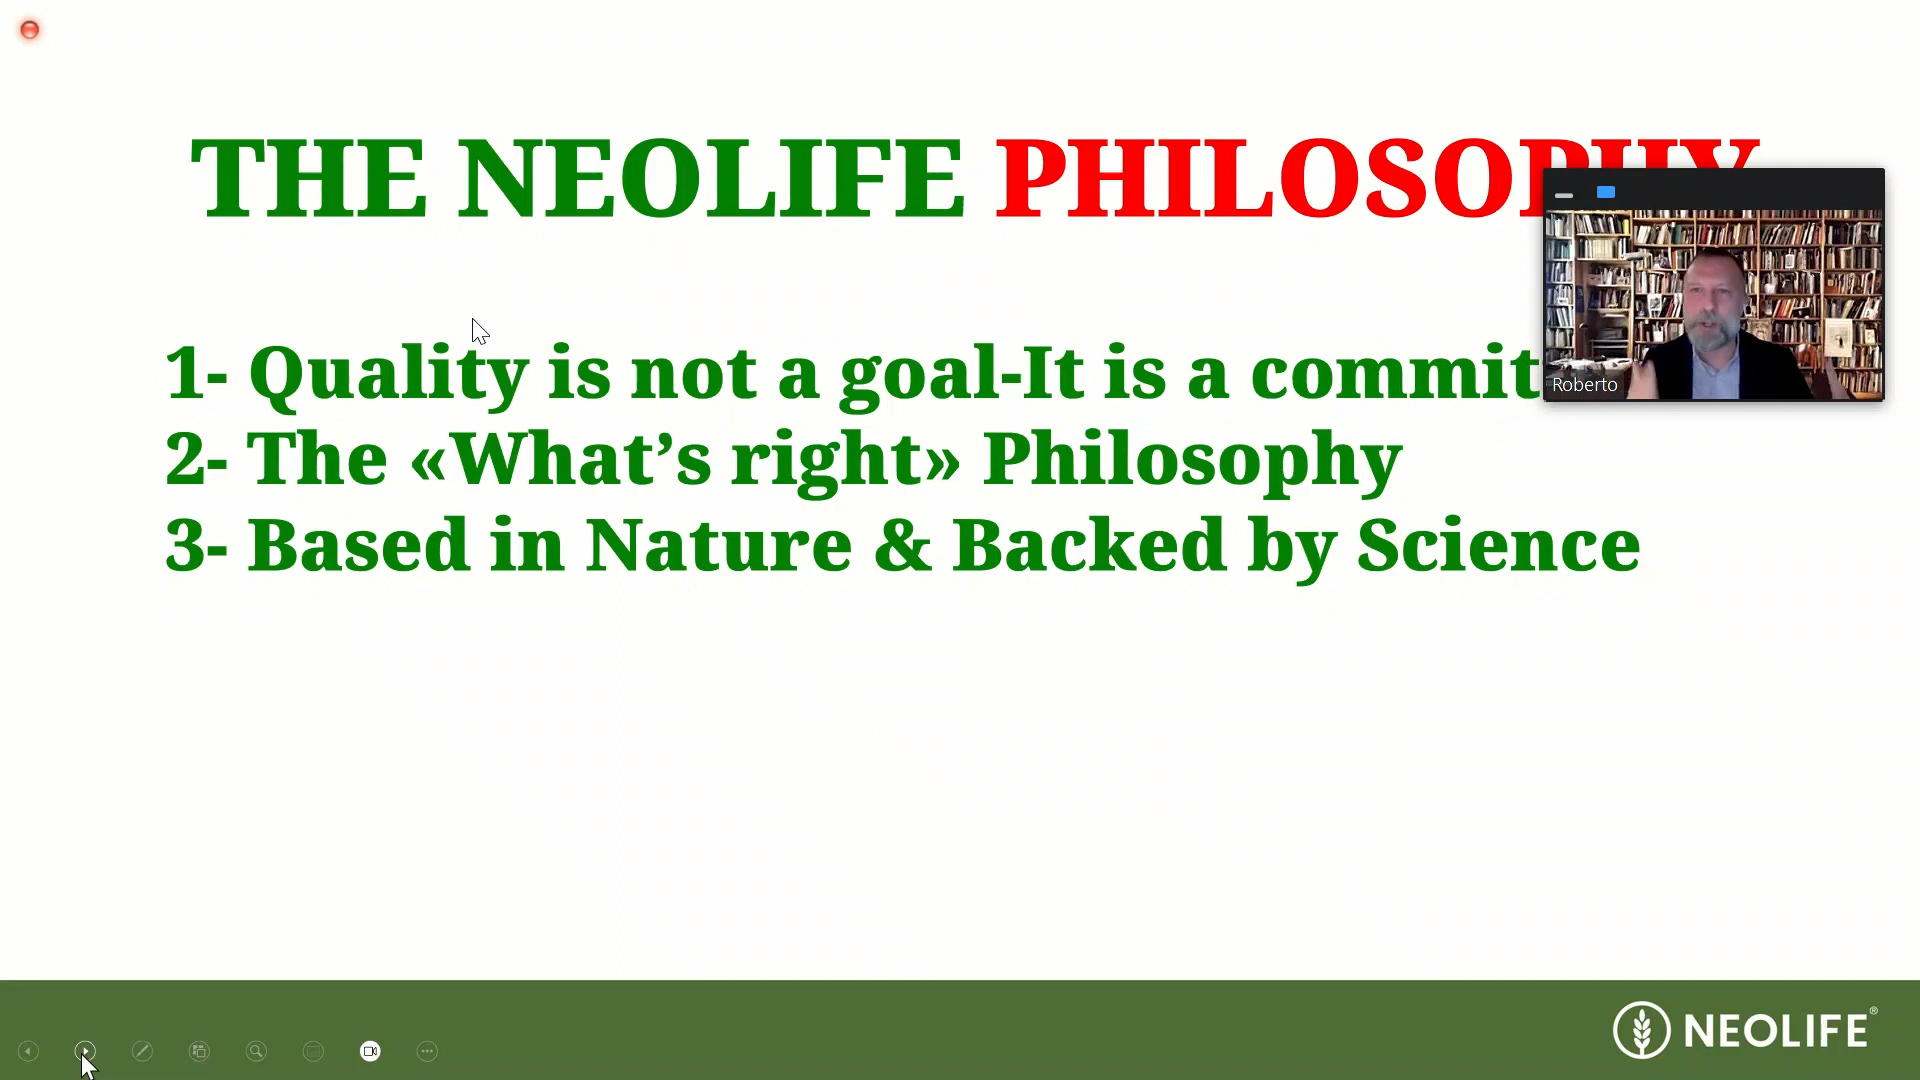 THE NEOLIFE PHILOSOPHY
1- Quality is not a goal-It is a commit
2- The «What’s right» Philosophy
3- Based in Nature & Backed by Science
Roberto
NEOLIFE®